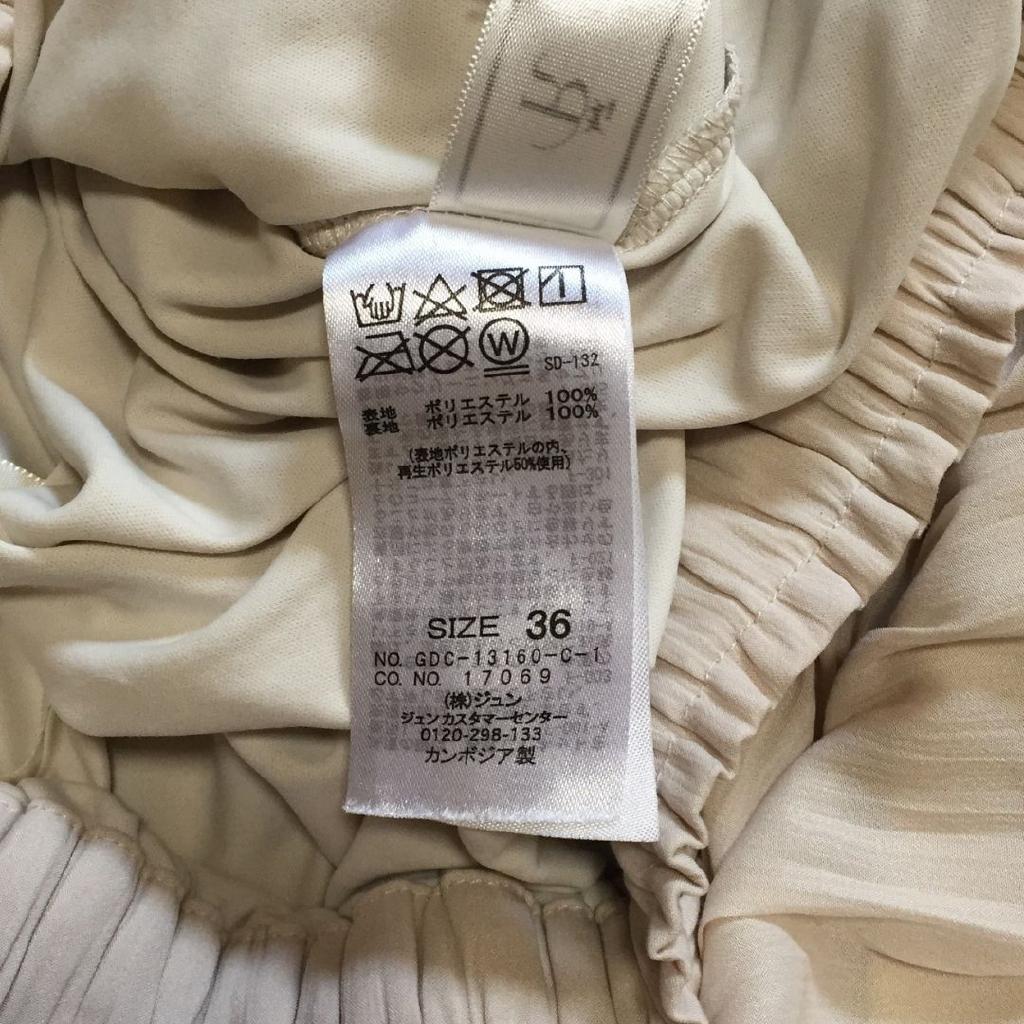 W
SD-132
表地 ポリエステル 100%
裏地 ポリエステル 100%
(表地ポリエステルの内、
再生ポリエステル50%使用)
SIZE 36
NO. GDC-13160-C-1
CO. NO. 17069
(株)ジュン
ジュンカスタマーセンター
0120-298-133
カンボジア製